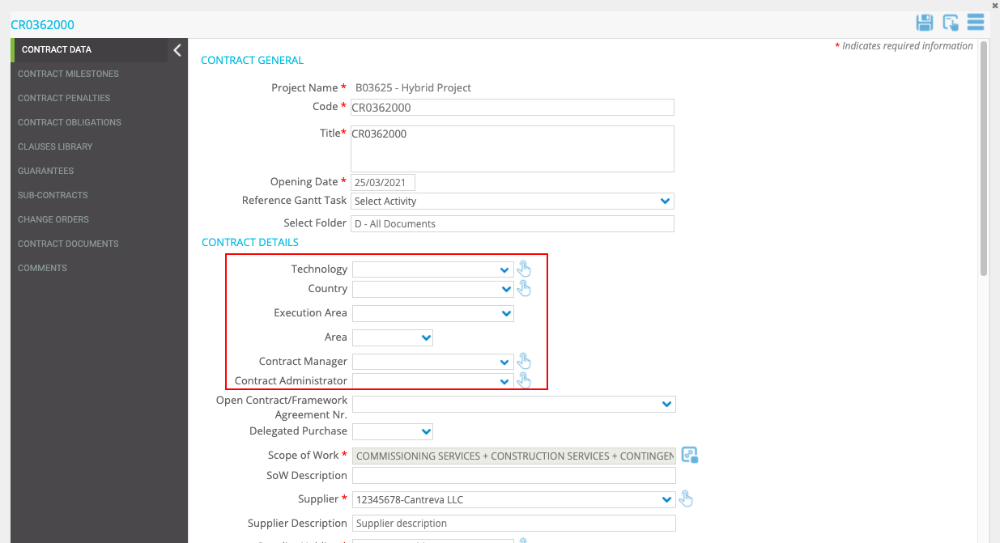 CR0362000
* Indicates required information
CONTRACT DATA
CONTRACT MILESTONES
CONTRACT PENALTIES
CONTRACT OBLIGATIONS
CLAUSES LIBRARY
GUARANTEES
SUB-CONTRACTS
CHANGE ORDERS
CONTRACT DOCUMENTS
COMMENTS
CONTRACT GENERAL
Project Name * B03625 - Hybrid Project
Code * CR0362000
Title* CR0362000
Opening Date * 25/03/2021
Reference Gantt Task Select Activity
Select Folder D - All Documents
CONTRACT DETAILS
Technology
Country
Execution Area
Area
Contract Manager
Contract Administrator
Open Contract/Framework
Agreement Nr.
Delegated Purchase
Scope of Work * COMMISSIONING SERVICES + CONSTRUCTION SERVICES + CONTINGEN
SoW Description
Supplier * 12345678-Cantreva LLC
Supplier Description Supplier description